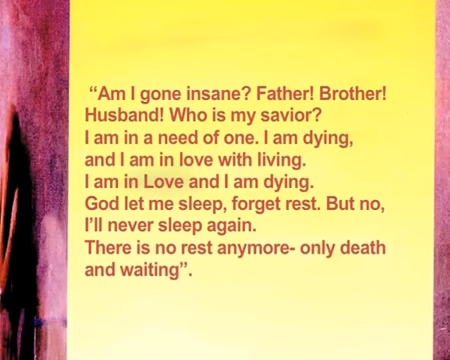 “Am I gone insane? Father! Brother!
Husband! Who is my savior?
I am in a need of one. I am dying,
and I am in love with living.
I am in Love and I am dying.
God let me sleep, forget rest. But no,
I’ll never sleep again.
There is no rest anymore- only death
and waiting”.